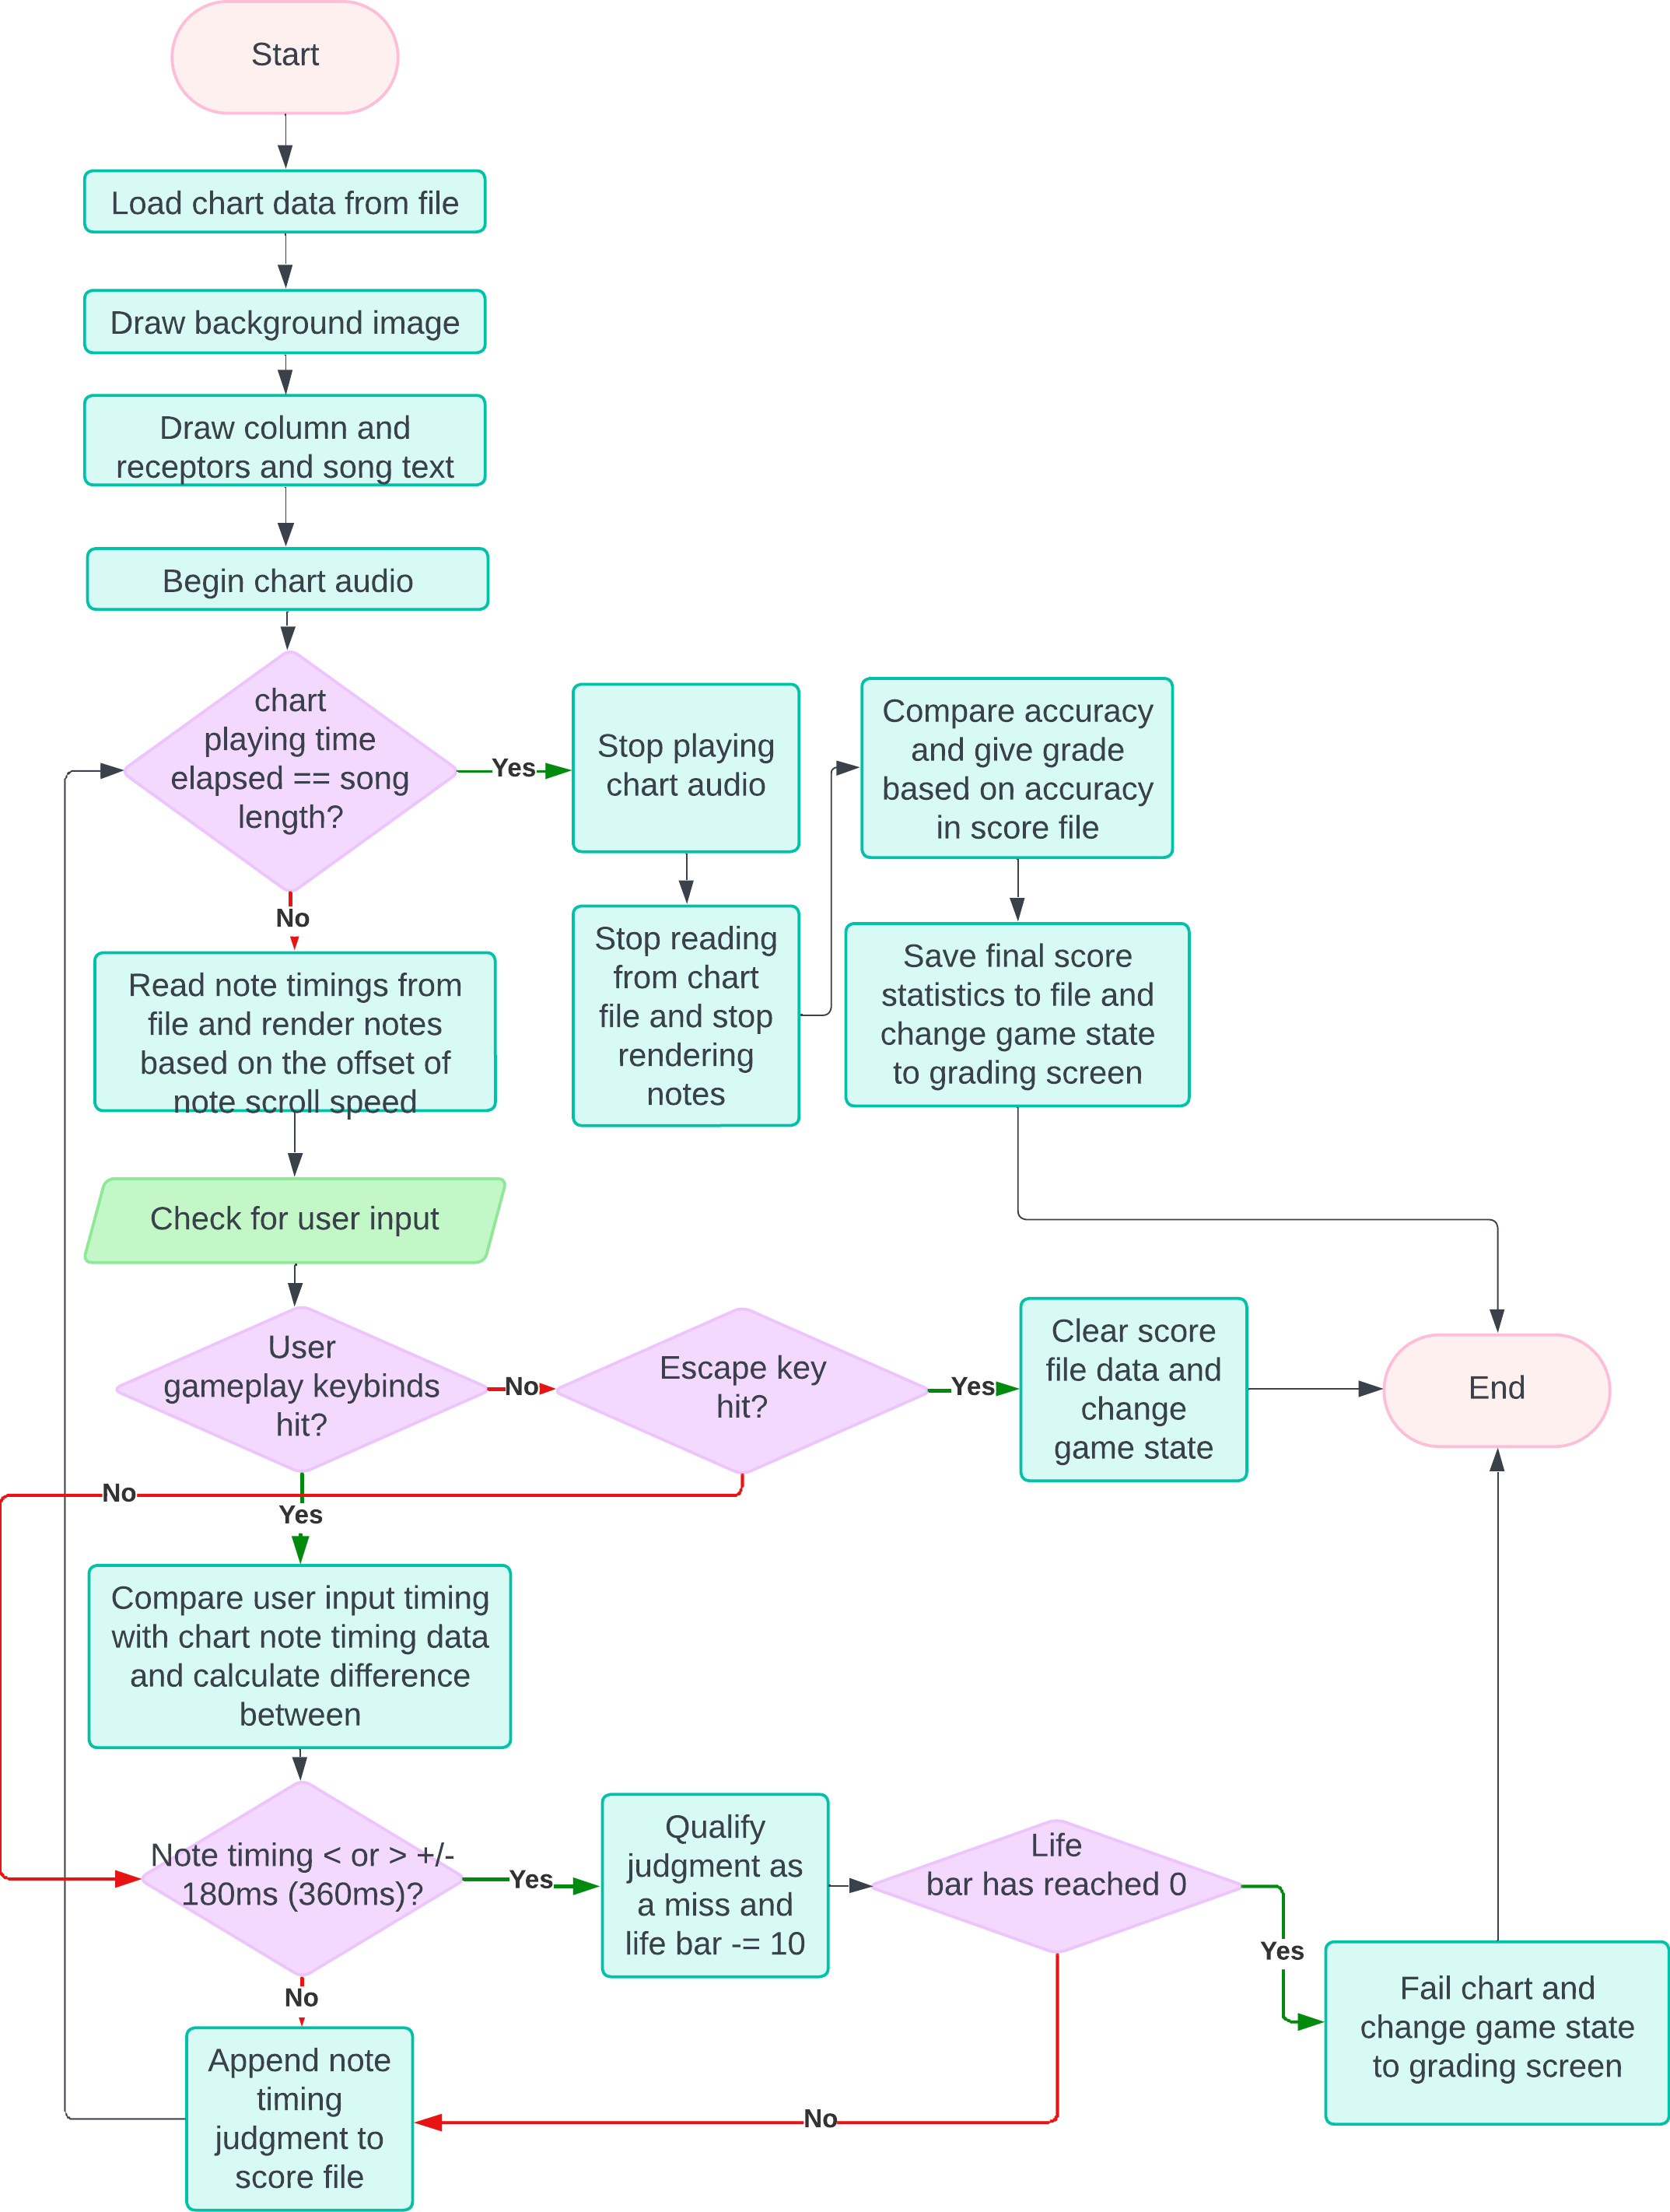 Start
Load chart data from file
Draw background image
Draw column and
receptors and song text
Begin chart audio
chart
playing time
elapsed == song
length?
Yes
Stop playing
chart audio
Compare accuracy
and give grade
based on accuracy
in score file
No
Stop reading
from chart
file and stop
rendering
notes
Save final score
statistics to file and
change game state
to grading screen
Read note timings from
file and render notes
based on the offset of
note scroll speed
Check for user input
User
gameplay keybinds
hit?
No
Escape key
hit?
Yes
Clear score
file data and
change
game state
End
No
Yes
Compare user input timing
with chart note timing data
and calculate difference
between
Note timing < or > +/-
180ms (360ms)?
Yes
Qualify
judgment as
a miss and
life bar -= 10
Life
bar has reached 0
Yes
Fail chart and
change game state
to grading screen
No
Append note
timing
judgment to
score file
No